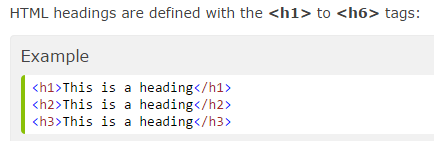 HTML headings are defined with the <h1> to <h6> tags:
Example
<h1>This is a heading</h1>
<h2>This is a heading</h2>
<h3>This is a heading</h3>